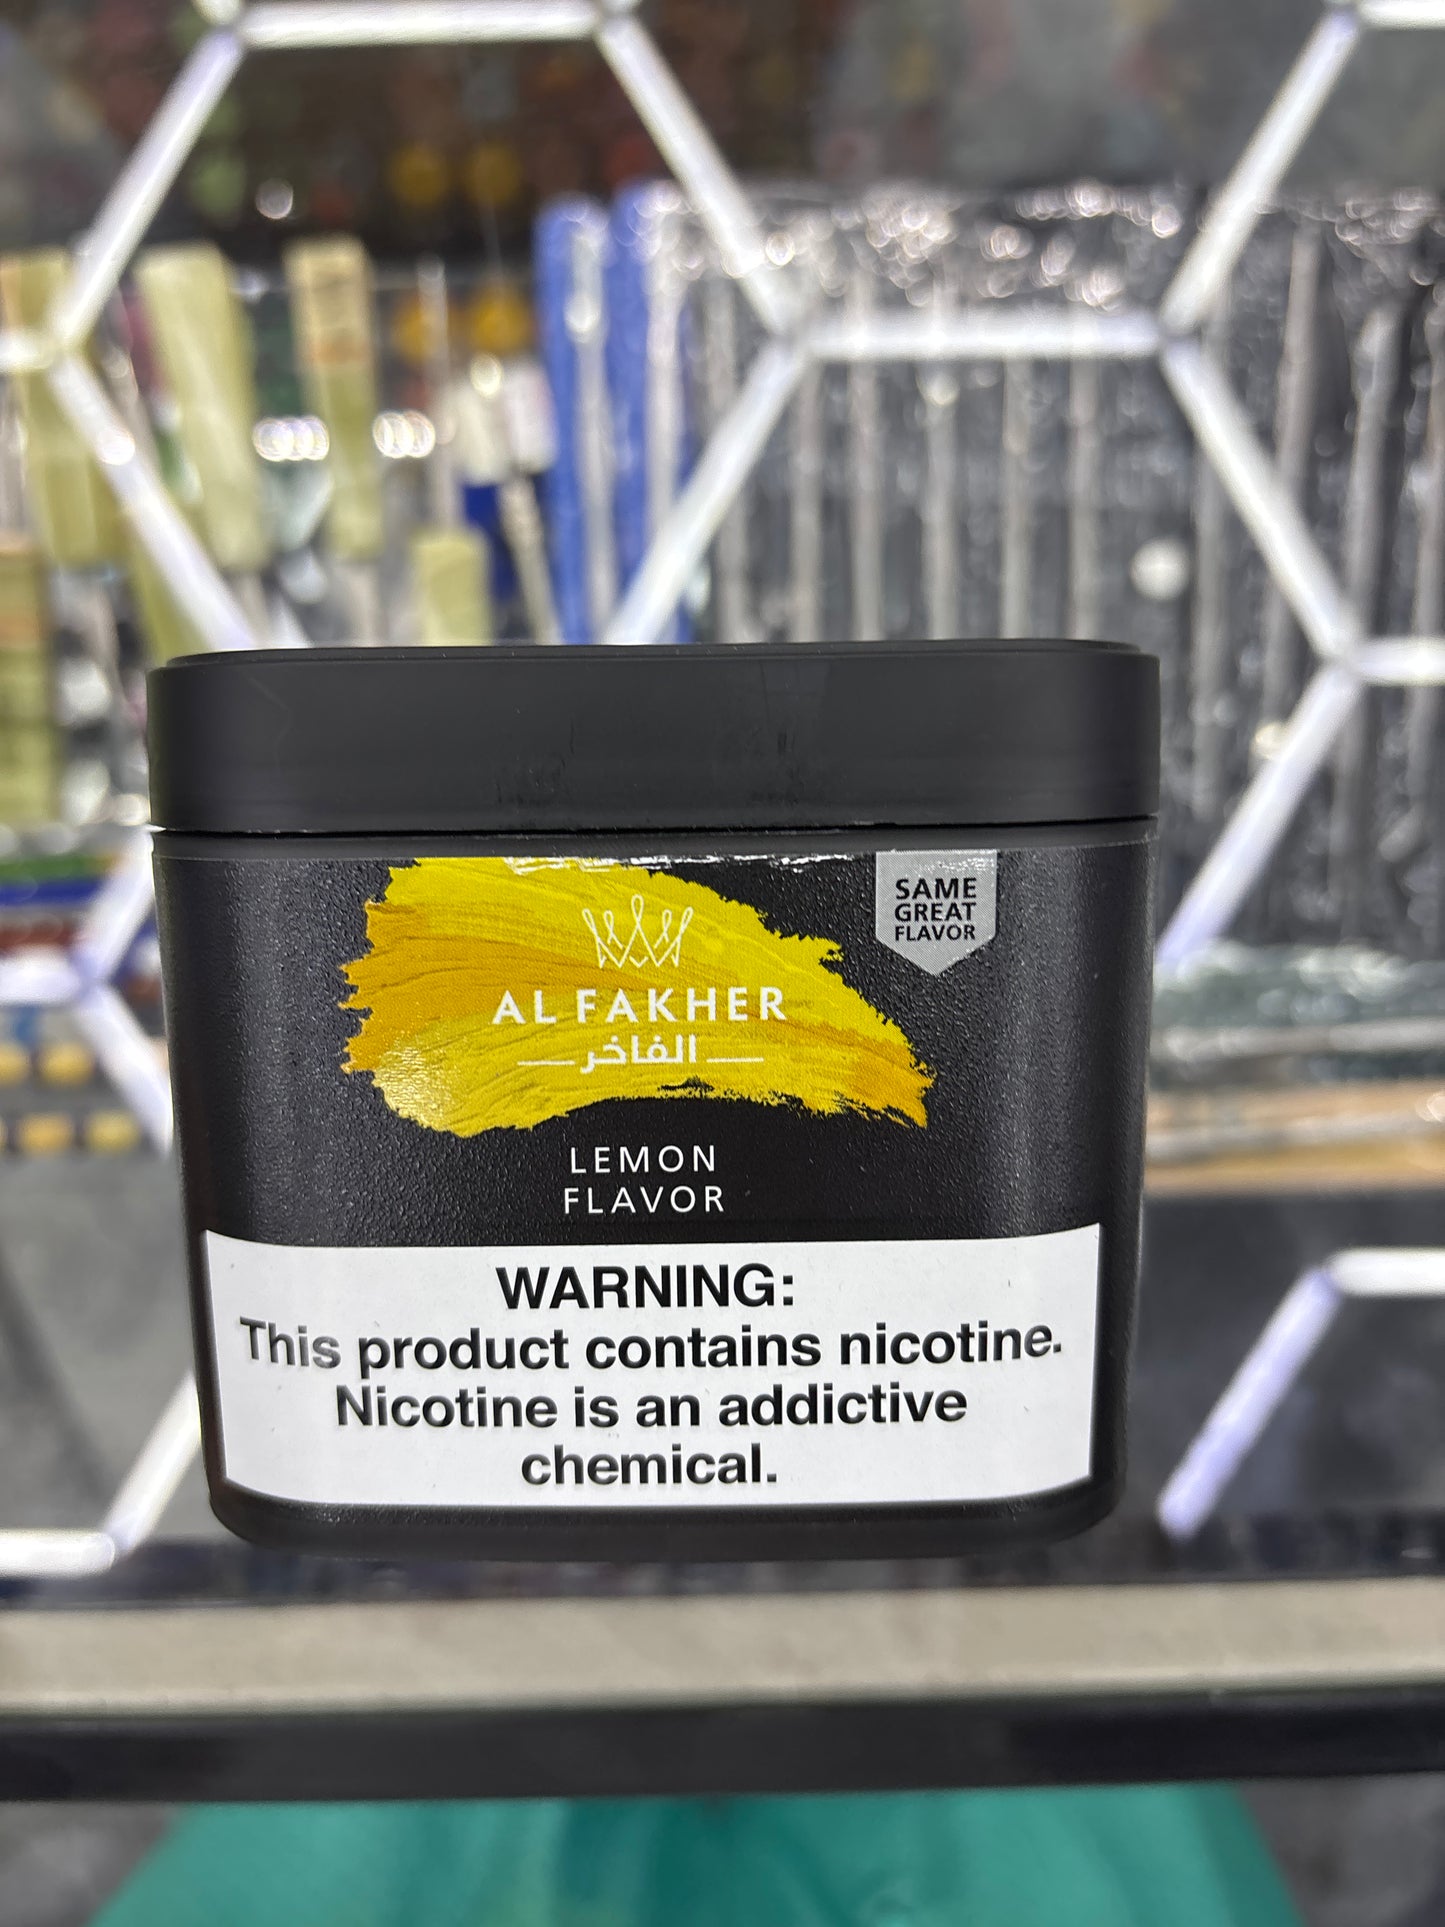 SAME
GREAT
FLAVOR
AL FAKHER
الفاخر
LEMON
FLAVOR
WARNING:
This product contains nicotine.
Nicotine is an addictive
chemical.